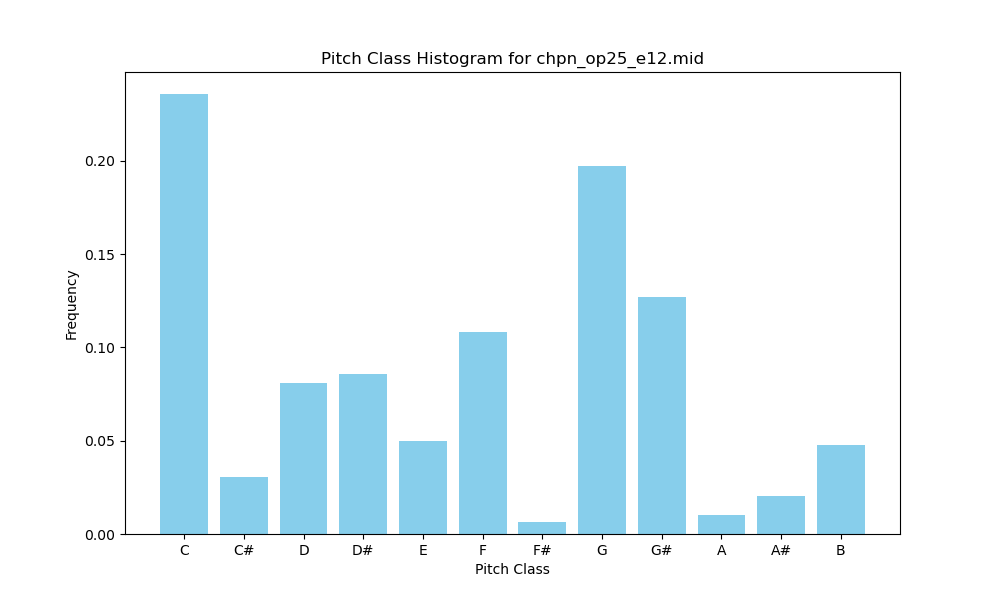 Pitch Class Histogram for chpn_op25_e12.mid
Frequency
0.20
0.15
0.10
0.05
0.00
C C# D D# E F F# G G# A A# B
Pitch Class